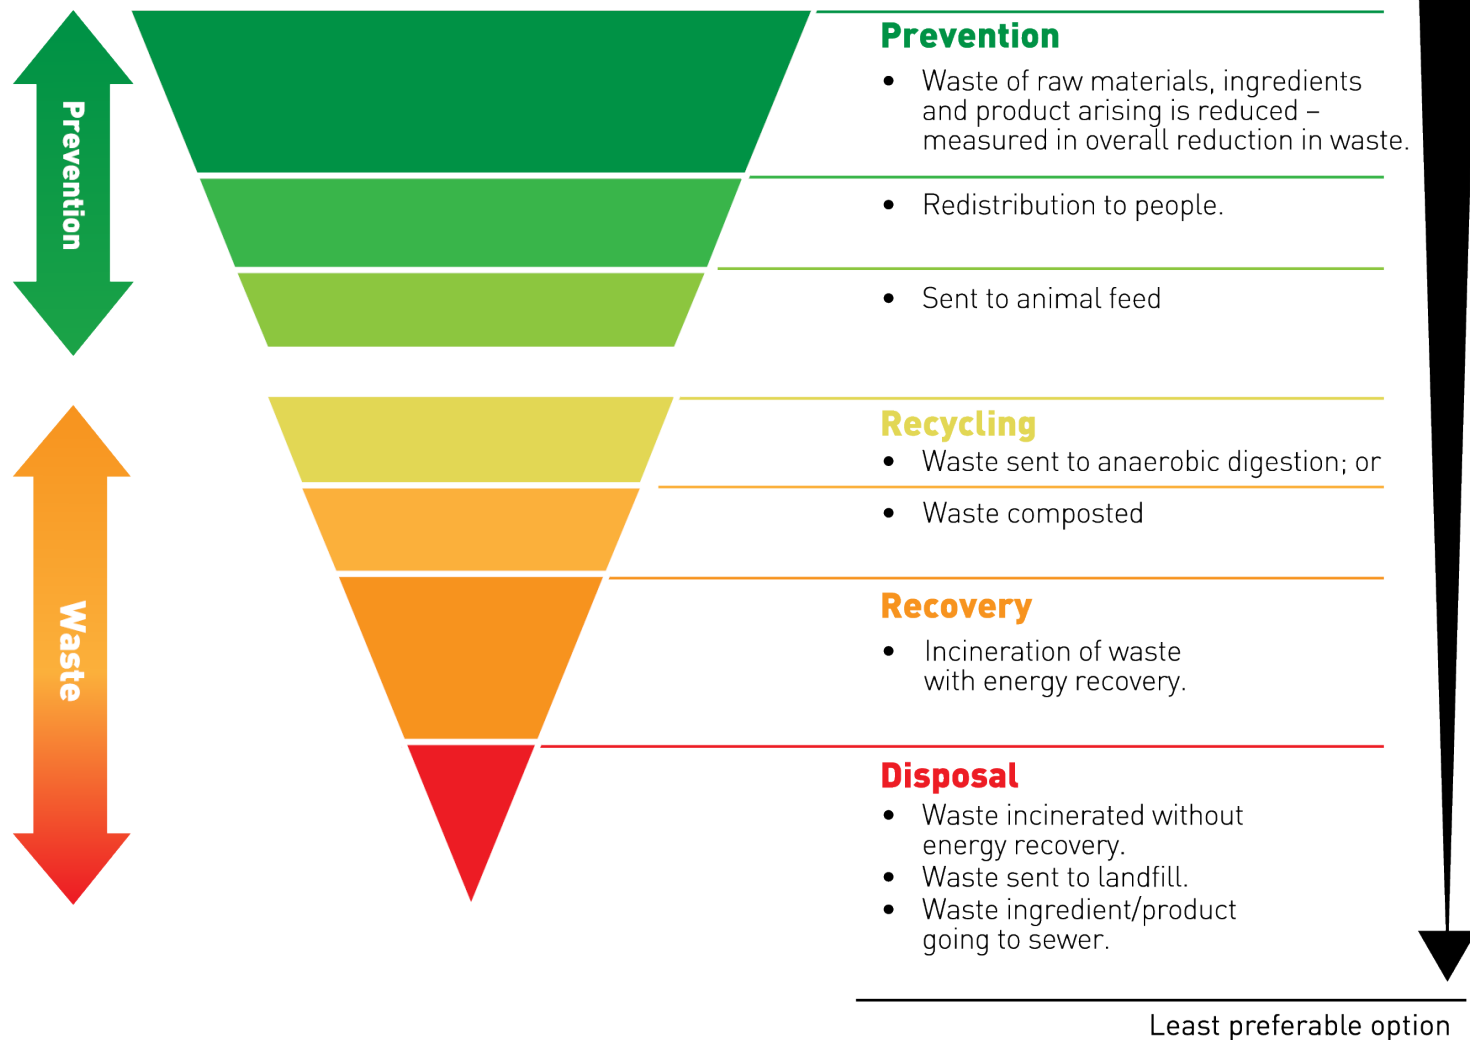 Prevention
Prevention
• Waste of raw materials, ingredients
and product arising is reduced –
measured in overall reduction in waste.
• Redistribution to people.
• Sent to animal feed
Waste
Recycling
• Waste sent to anaerobic digestion; or
• Waste composted
Recovery
• Incineration of waste
with energy recovery.
Disposal
• Waste incinerated without
energy recovery.
• Waste sent to landfill.
• Waste ingredient/product
going to sewer.
Least preferable option